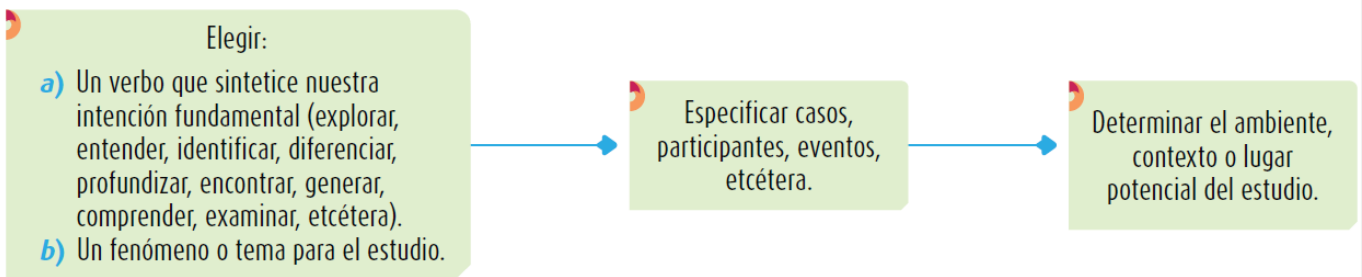 Elegir:
a) Un verbo que sintetice nuestra
intención fundamental (explorar,
entender, identificar, diferenciar,
profundizar, encontrar, generar,
comprender, examinar, etcétera).
b) Un fenómeno o tema para el estudio.
Especificar casos,
participantes, eventos,
etcétera.
Determinar el ambiente,
contexto o lugar
potencial del estudio.